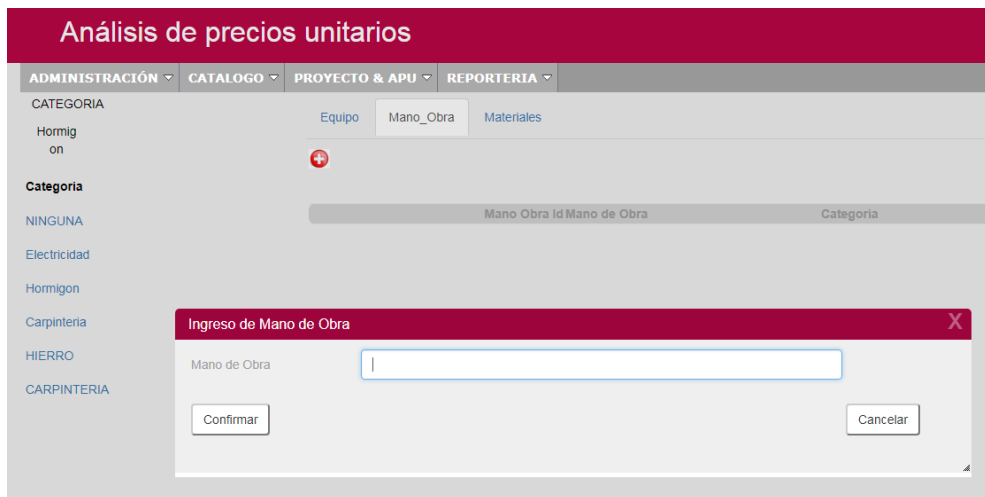 Análisis de precios unitarios
ADMINISTRACIÓN CATALOGO PROYECTO & APU REPORTERIA
CATEGORIA
Hormig
on
Equipo Mano_Obra Materiales
Categoria
Mano Obra Id Mano de Obra Categoria
NINGUNA
Electricidad
Hormigon
Carpinteria
HIERRO
CARPINTERIA
Ingreso de Mano de Obra X
Mano de Obra
Confirmar Cancelar